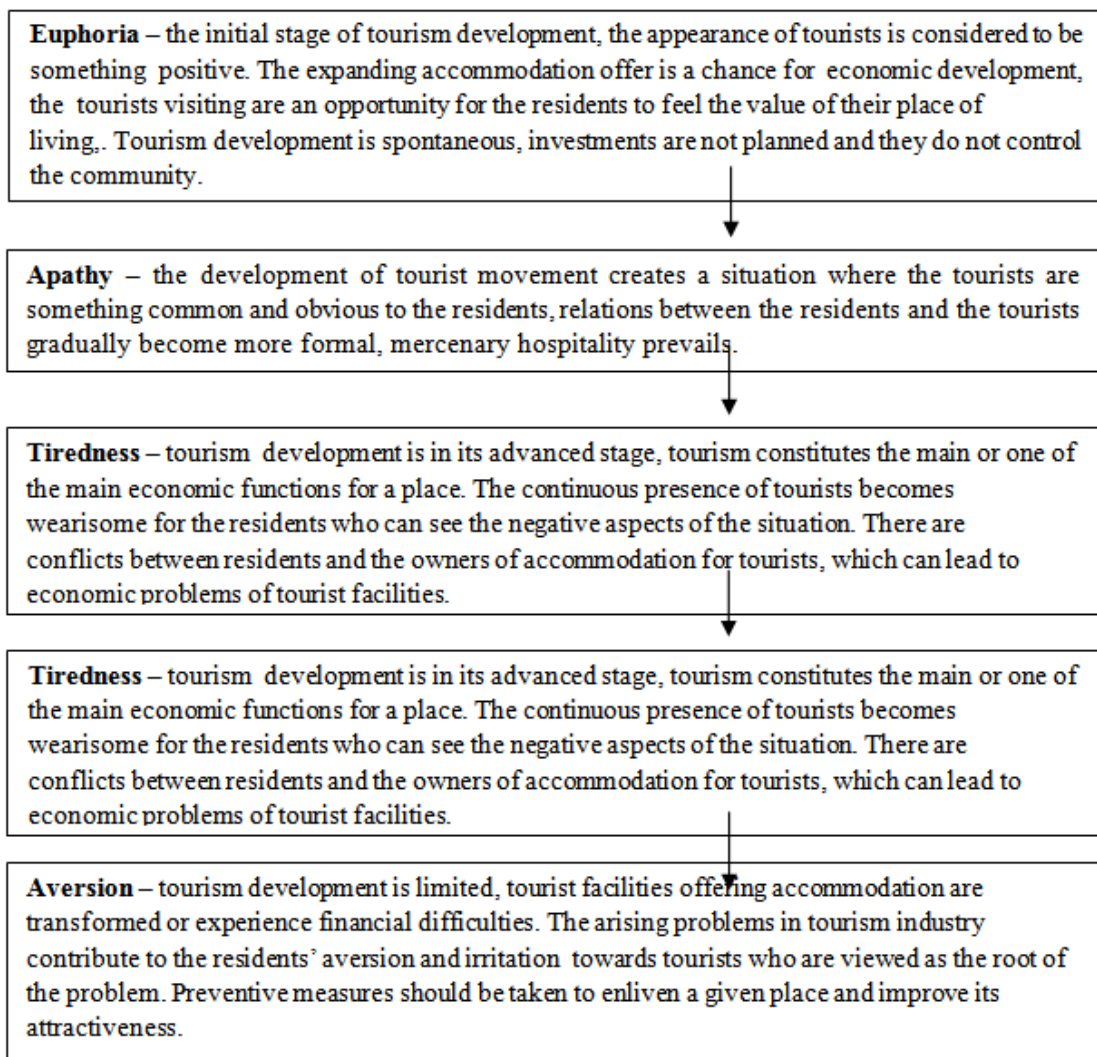 Euphoria – the initial stage of tourism development, the appearance of tourists is considered to be
something positive. The expanding accommodation offer is a chance for economic development,
the tourists visiting are an opportunity for the residents to feel the value of their place of
living,. Tourism development is spontaneous, investments are not planned and they do not control
the community.
Apathy – the development of tourist movement creates a situation where the tourists are
something common and obvious to the residents, relations between the residents and the tourists
gradually become more formal, mercenary hospitality prevails.
Tiredness – tourism development is in its advanced stage, tourism constitutes the main or one of
the main economic functions for a place. The continuous presence of tourists becomes
wearisome for the residents who can see the negative aspects of the situation. There are
conflicts between residents and the owners of accommodation for tourists, which can lead to
economic problems of tourist facilities.
Tiredness – tourism development is in its advanced stage, tourism constitutes the main or one of
the main economic functions for a place. The continuous presence of tourists becomes
wearisome for the residents who can see the negative aspects of the situation. There are
conflicts between residents and the owners of accommodation for tourists, which can lead to
economic problems of tourist facilities.
Aversion – tourism development is limited, tourist facilities offering accommodation are
transformed or experience financial difficulties. The arising problems in tourism industry
contribute to the residents’ aversion and irritation towards tourists who are viewed as the root of
the problem. Preventive measures should be taken to enliven a given place and improve its
attractiveness.